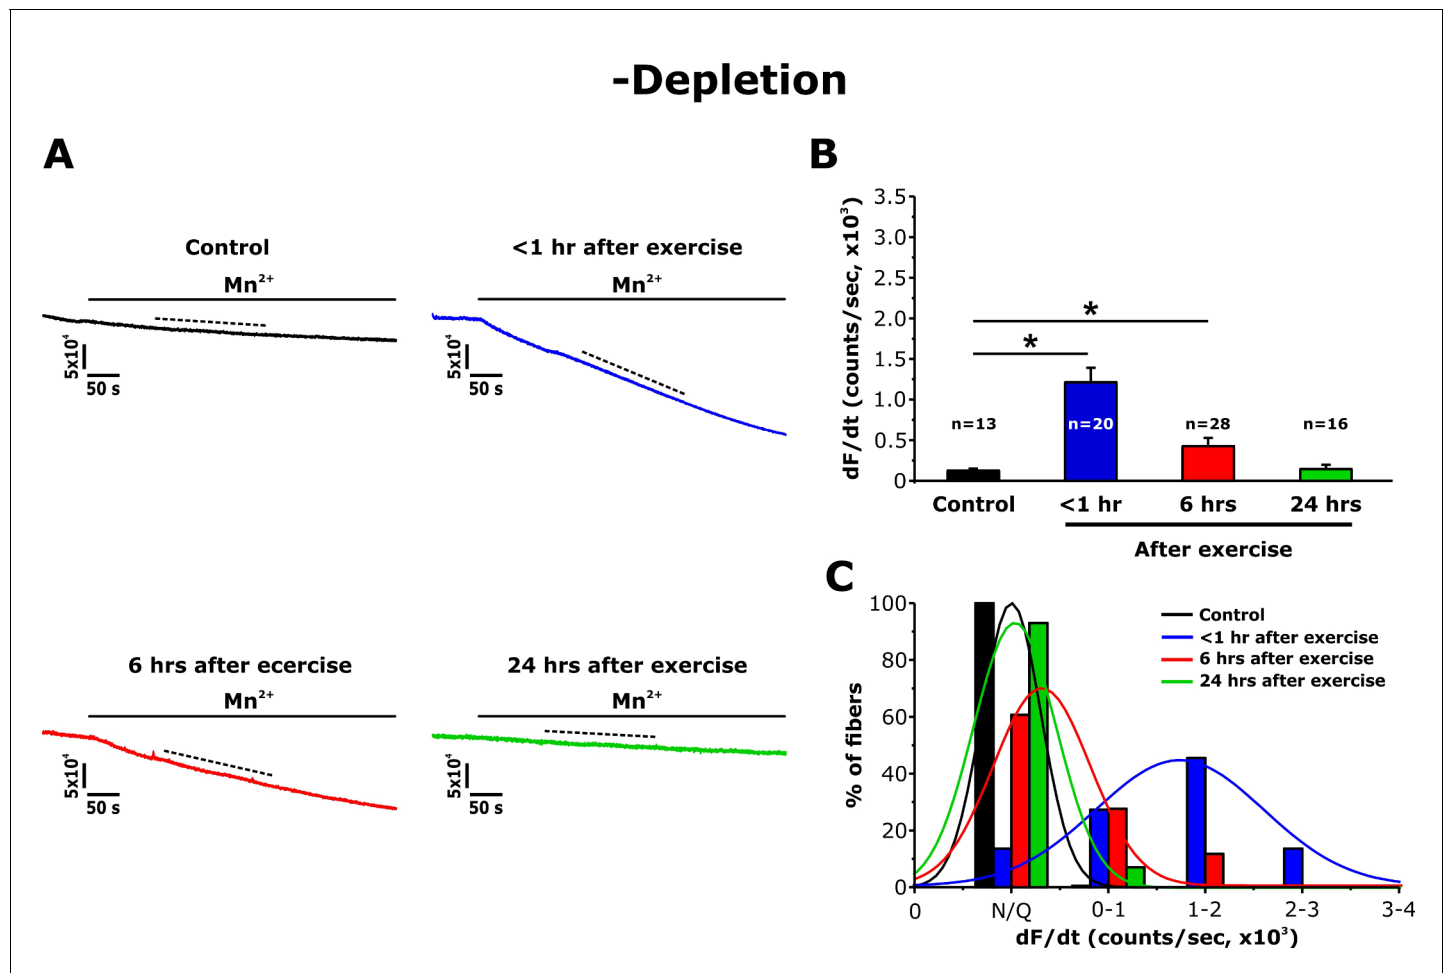 -Depletion
A
Control
Mn²⁺
5x10⁴
50 s
<1 hr after exercise
Mn²⁺
5x10⁴
50 s
6 hrs after ecercise
Mn²⁺
5x10⁴
50 s
24 hrs after exercise
Mn²⁺
5x10⁴
50 s
B
dF/dt (counts/sec, x10³)
3.5
3.0
2.5
2.0
1.5
1.0
0.5
0
*
*
n=13
n=20
n=28
n=16
Control
<1 hr
6 hrs
24 hrs
After exercise
C
% of fibers
100
80
60
40
20
0
Control
<1 hr after exercise
6 hrs after exercise
24 hrs after exercise
0
N/Q
0-1
1-2
2-3
3-4
dF/dt (counts/sec, x10³)